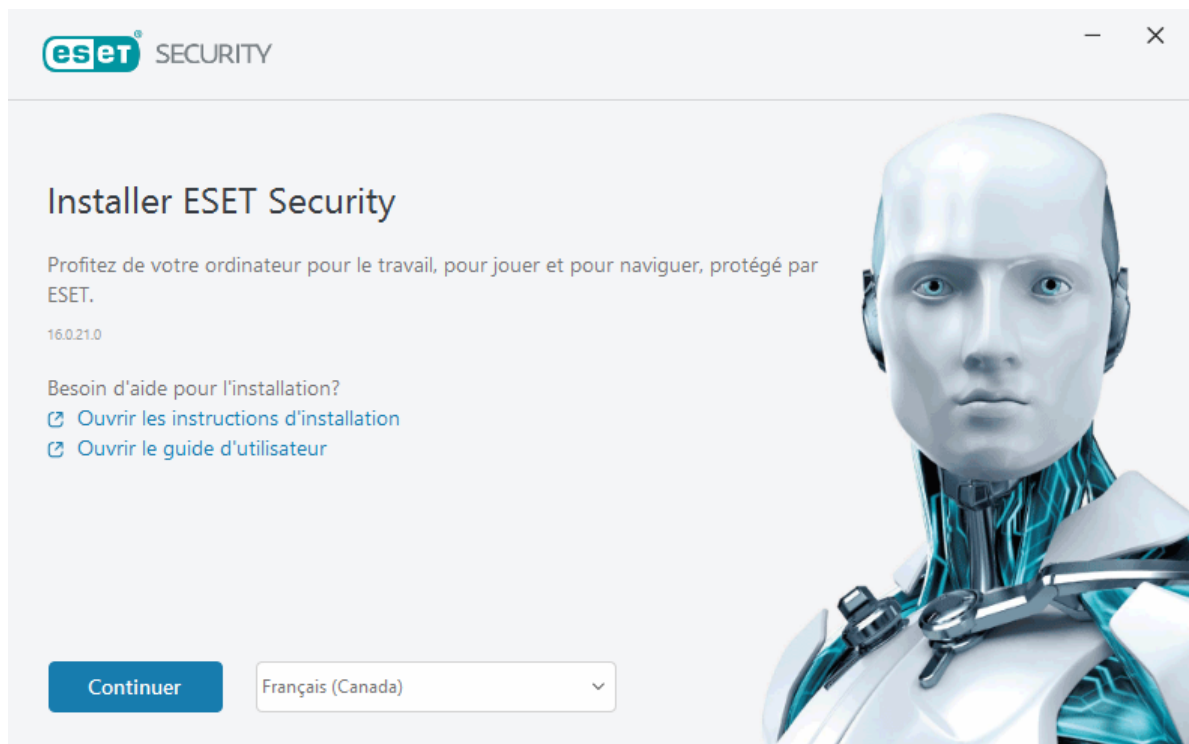 eset® SECURITY
Installer ESET Security
Profitez de votre ordinateur pour le travail, pour jouer et pour naviguer, protégé par
ESET.
16.0.21.0
Besoin d'aide pour l'installation?
Ouvrir les instructions d'installation
Ouvrir le guide d'utilisateur
Continuer
Français (Canada)